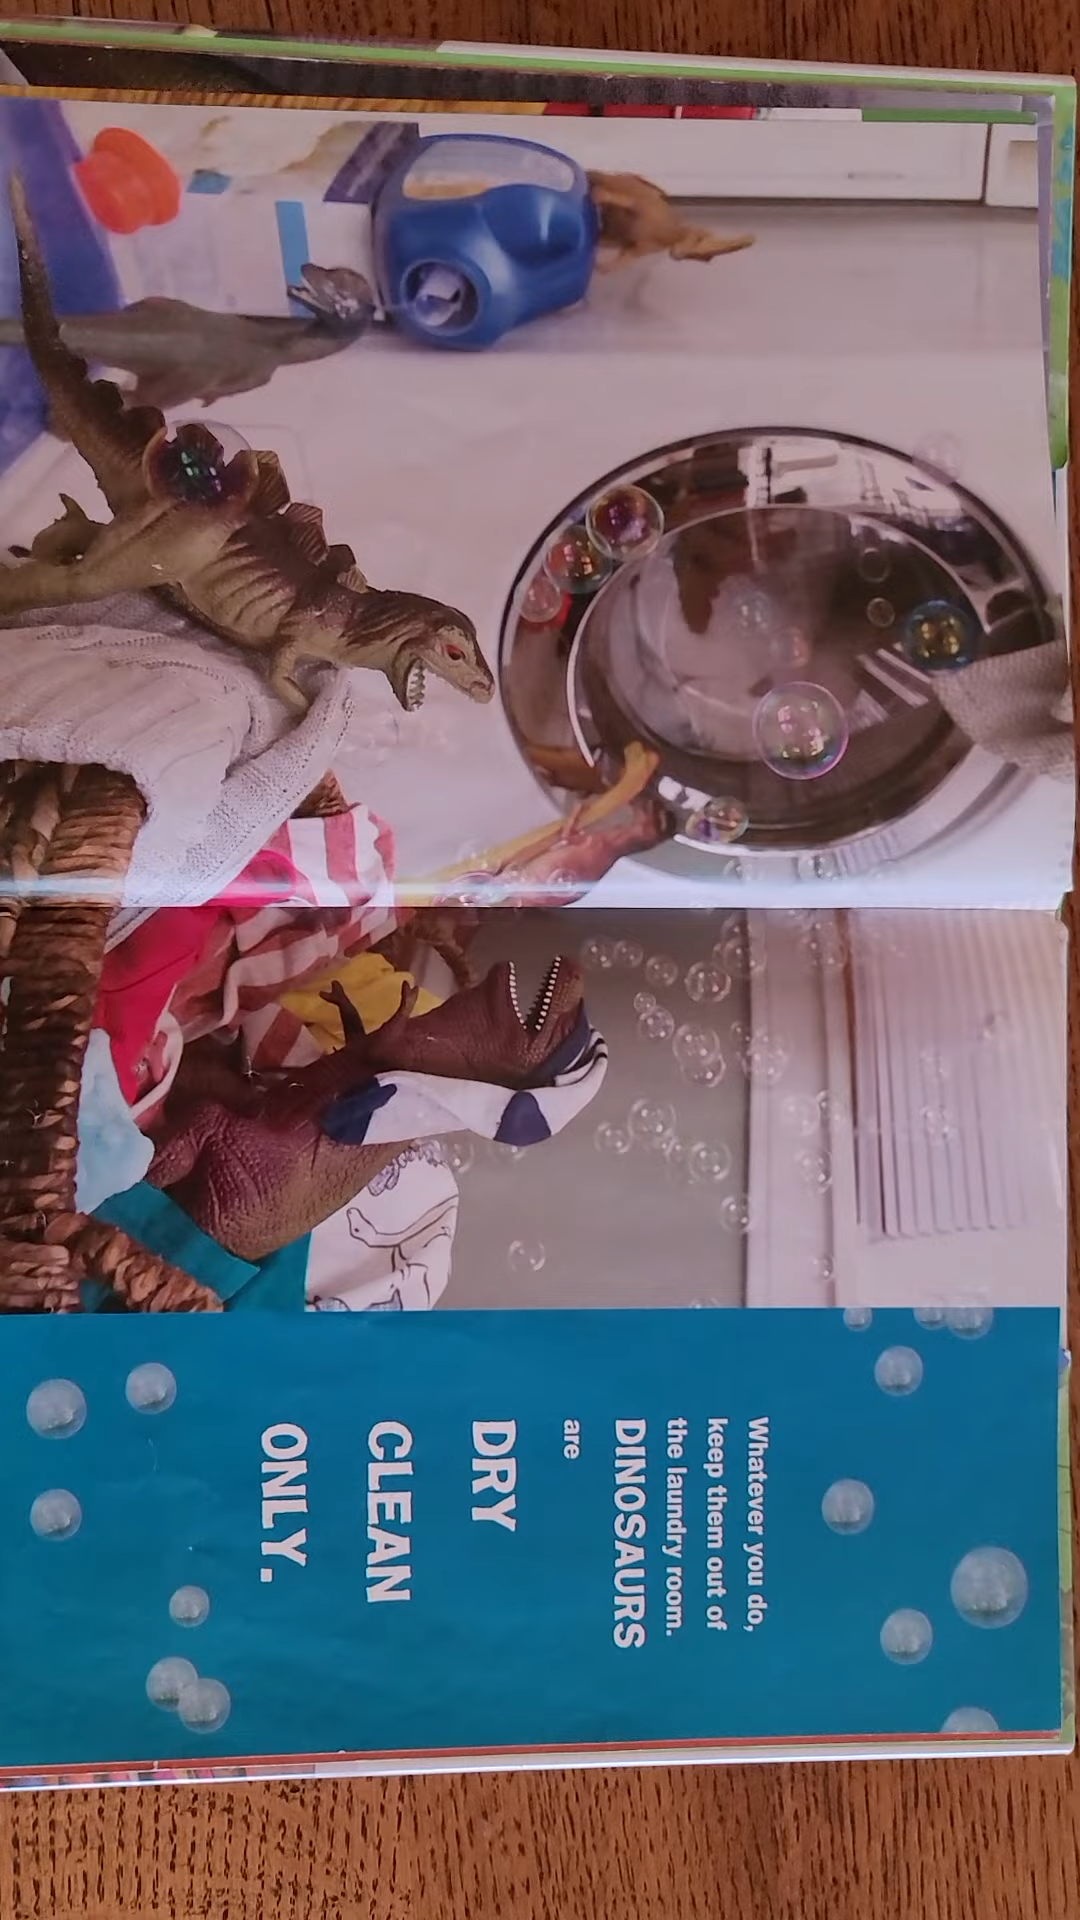 Whatever you do,
keep them out of
the laundry room.
DINOSAURS
are
DRY
CLEAN
ONLY.